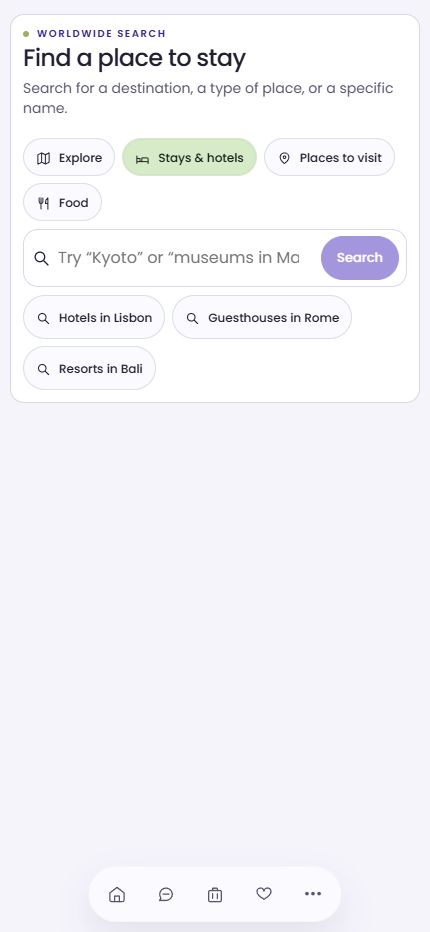 WORLDWIDE SEARCH
Find a place to stay
Search for a destination, a type of place, or a specific
name.
Explore
Stays & hotels
Places to visit
Food
Try “Kyoto” or “museums in Ma
Search
Hotels in Lisbon
Guesthouses in Rome
Resorts in Bali